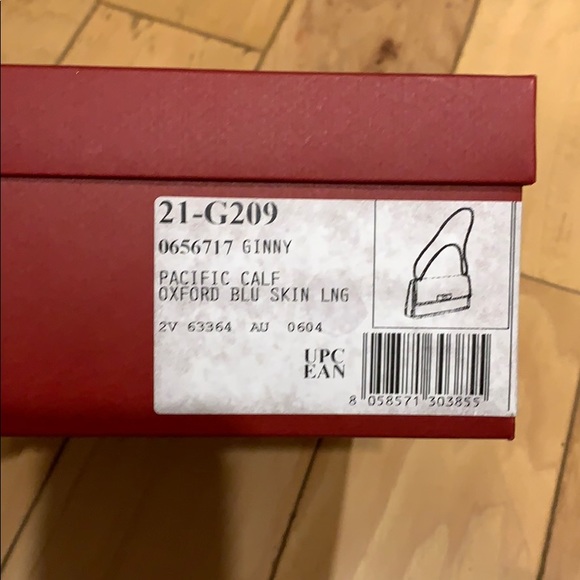 21-G209
0656717 GINNY
PACIFIC CALF
OXFORD BLU SKIN LNG
2V 63364 AU 0604
UPC
EAN
8 058571 303855